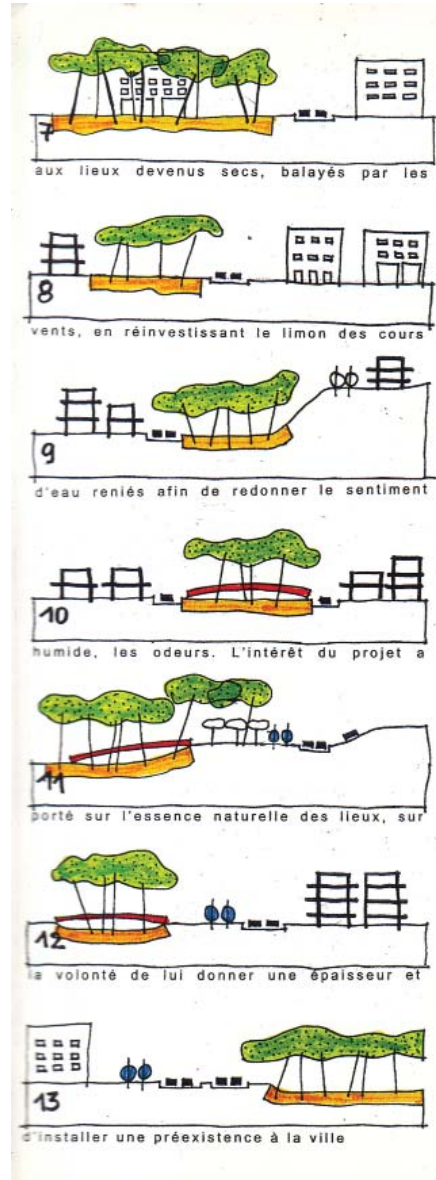 7
aux lieux devenus secs, balayés par les
8
vents, en réinvestissant le limon des cours
9
d'eau reniés afin de redonner le sentiment
10
humide, les odeurs. L'intérêt du projet a
11
porté sur l'essence naturelle des lieux, sur
12
la volonté de lui donner une épaisseur et
13
d'installer une préexistence à la ville